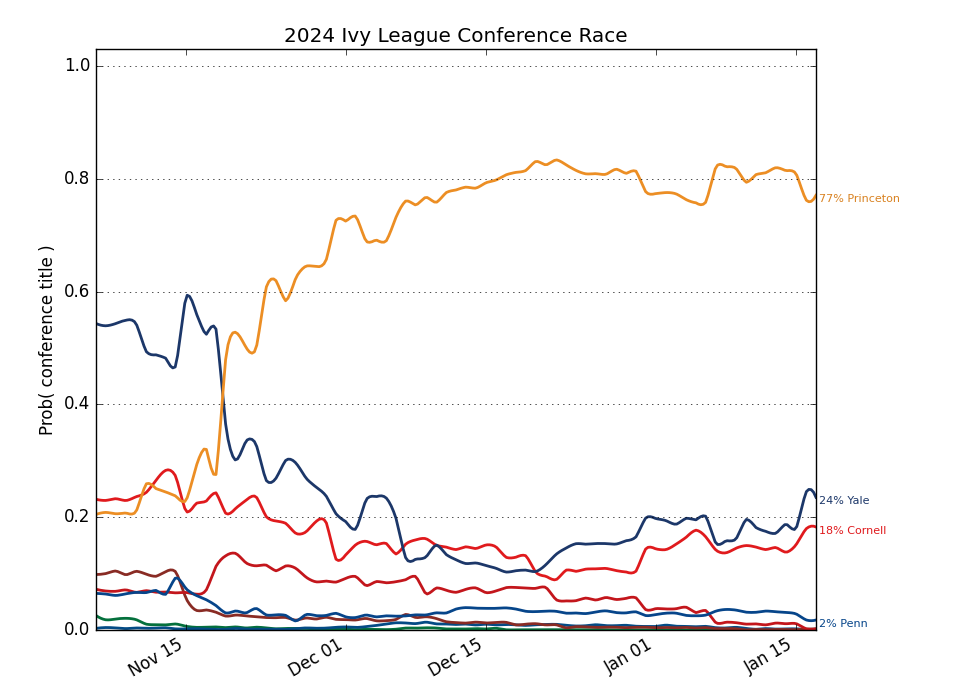 2024 Ivy League Conference Race
Prob( conference title )
1.0
0.8
0.6
0.4
0.2
0.0
77% Princeton
24% Yale
18% Cornell
2% Penn
Nov 15
Dec 01
Dec 15
Jan 01
Jan 15